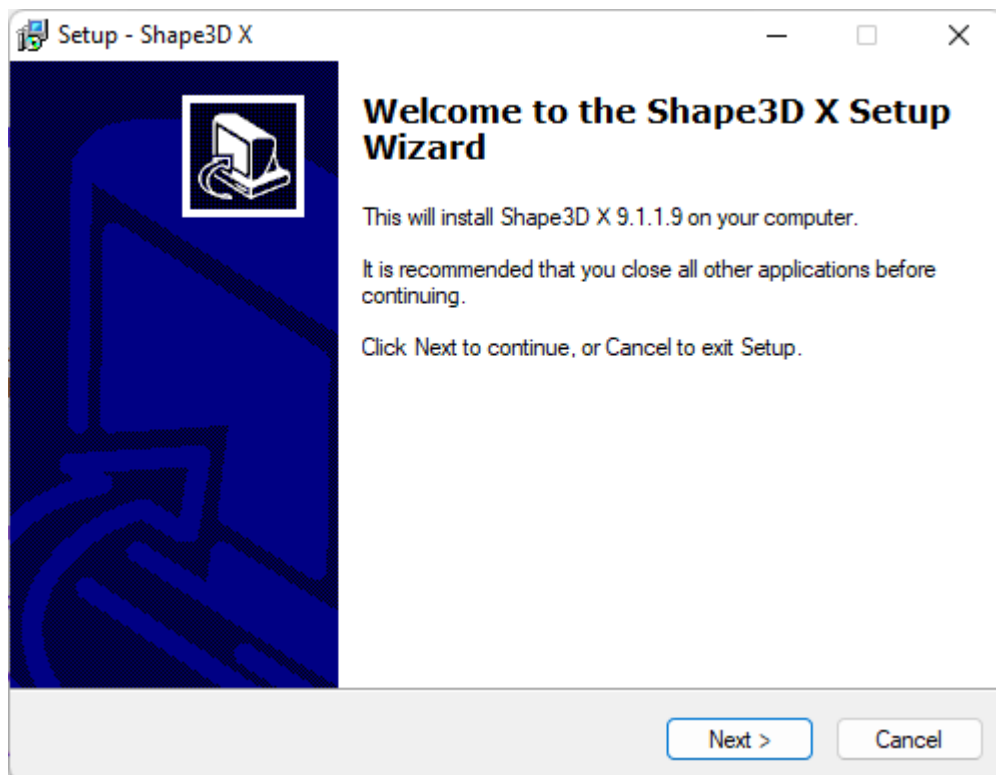 Setup - Shape3D X
Welcome to the Shape3D X Setup
Wizard
This will install Shape3D X 9.1.1.9 on your computer.
It is recommended that you close all other applications before
continuing.
Click Next to continue, or Cancel to exit Setup.
Next >
Cancel